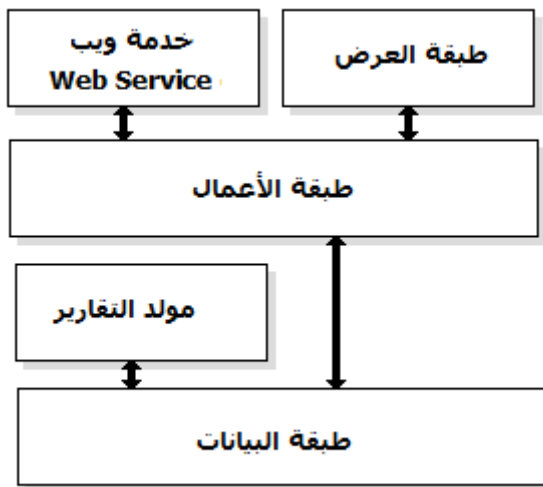 طبقة العرض
خدمة ويب
Web Service
طبقة الأعمال
مولد التقارير
طبقة البيانات